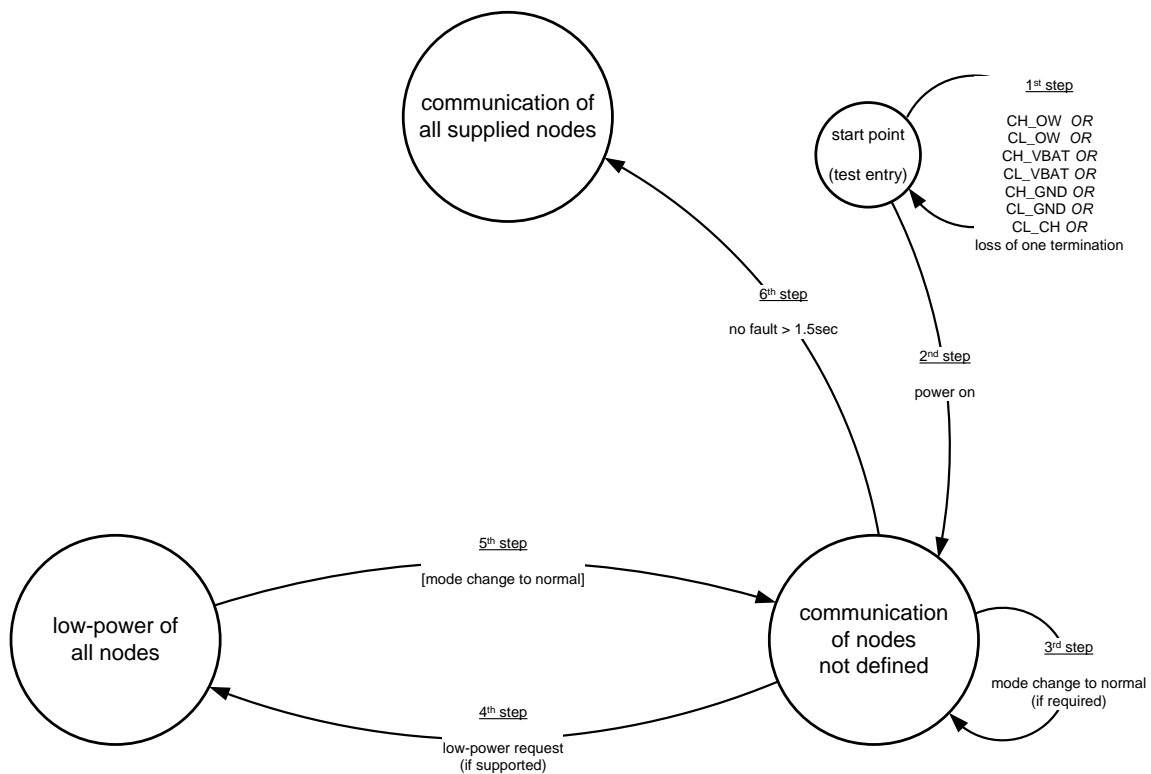 communication of
all supplied nodes
start point
(test entry)
1st step
CH_OW OR
CL_OW OR
CH_VBAT OR
CL_VBAT OR
CH_GND OR
CL_GND OR
CL_CH OR
loss of one termination
6th step
no fault > 1.5sec
2nd step
power on
5th step
[mode change to normal]
low-power of
all nodes
communication
of nodes
not defined
3rd step
mode change to normal
(if required)
4th step
low-power request
(if supported)